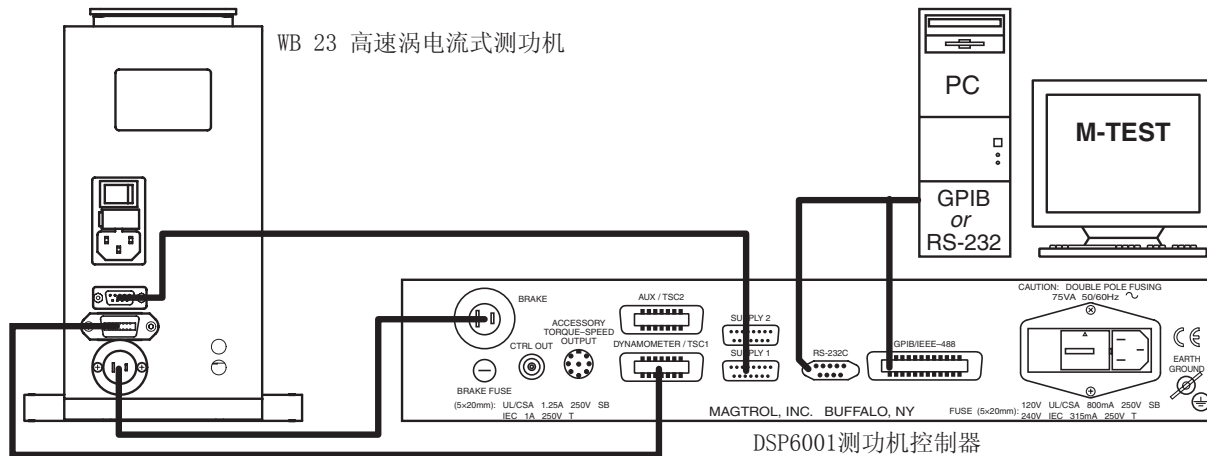 WB 23 高速涡电流式测功机
PC
GPIB
or
RS-232
M-TEST
BRAKE
BRAKE FUSE
(5×20mm): UL/CSA 1.25A 250V SB
IEC 1A 250V T
CTRL OUT
ACCESSORY
TORQUE–SPEED
OUTPUT
AUX / TSC2
DYNAMOMETER / TSC1
SUPPLY 2
SUPPLY 1
RS-232C
GPIB/IEEE–488
CAUTION: DOUBLE POLE FUSING
75VA 50/60Hz
CE
EARTH
GROUND
MAGTROL, INC. BUFFALO, NY
FUSE (5×20mm): 120V UL/CSA 800mA 250V SB
240V IEC 315mA 250V T
DSP6001测功机控制器